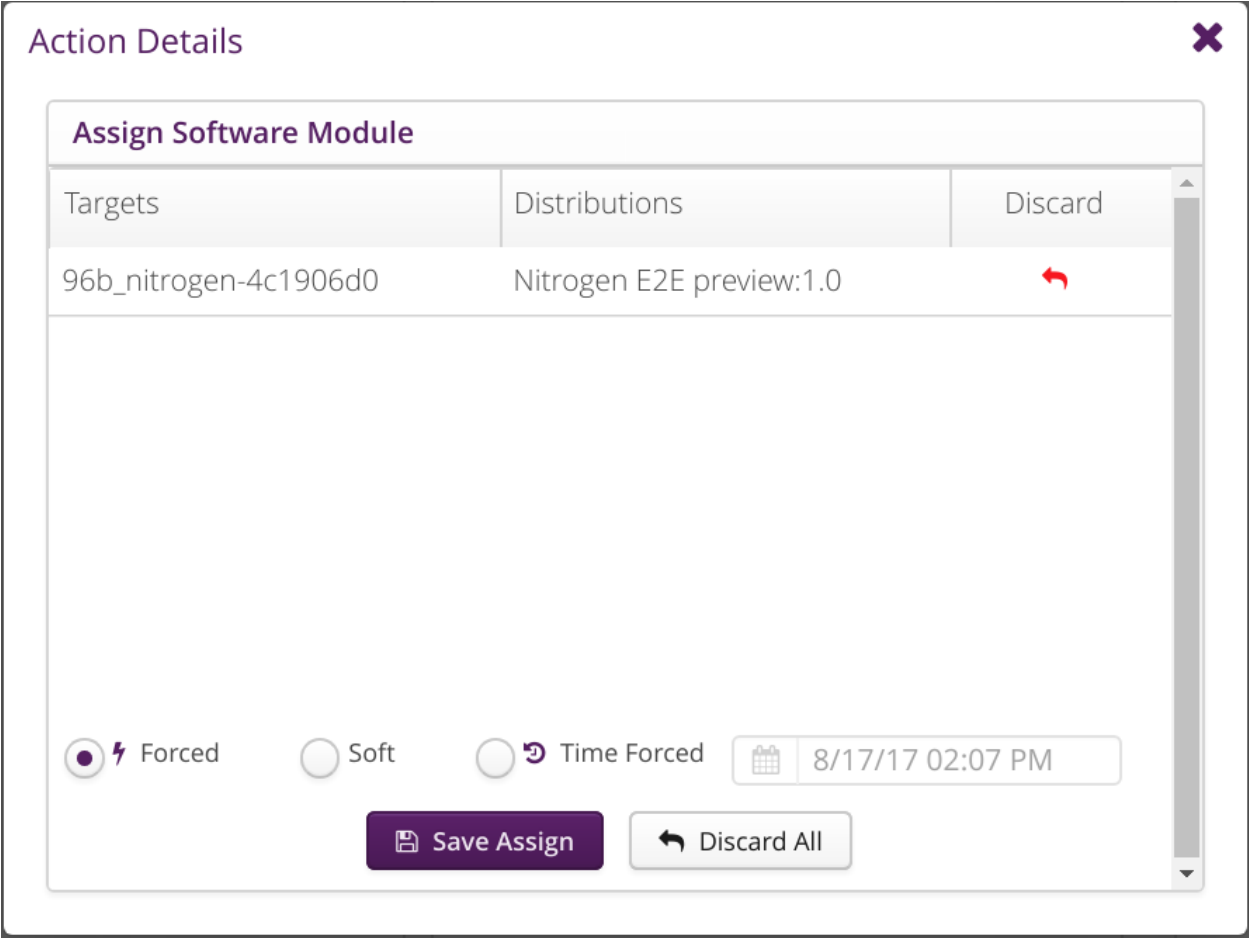 Action Details
Assign Software Module
Targets Distributions Discard
96b_nitrogen-4c1906d0 Nitrogen E2E preview:1.0
Forced Soft Time Forced 8/17/17 02:07 PM
Save Assign Discard All